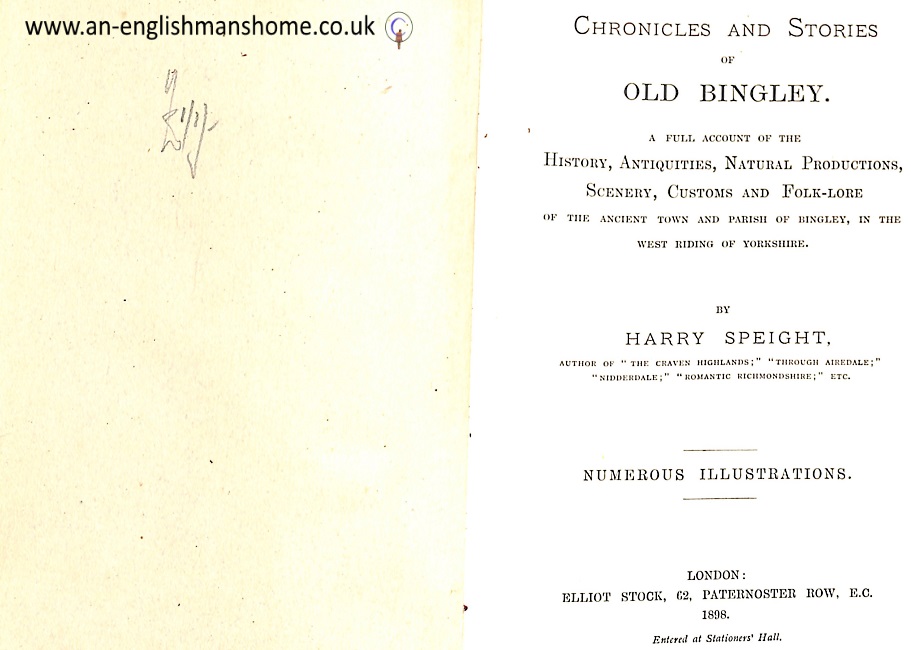 www.an-englishmanshome.co.uk
CHRONICLES AND STORIES
OF
OLD BINGLEY.
A FULL ACCOUNT OF THE
HISTORY, ANTIQUITIES, NATURAL PRODUCTIONS,
SCENERY, CUSTOMS AND FOLK-LORE
OF THE ANCIENT TOWN AND PARISH OF BINGLEY, IN THE
WEST RIDING OF YORKSHIRE.
BY
HARRY SPEIGHT,
AUTHOR OF "THE CRAVEN HIGHLANDS;" "THROUGH AIREDALE;"
"NIDDERDALE;" "ROMANTIC RICHMONDSHIRE;" ETC.
NUMEROUS ILLUSTRATIONS.
LONDON:
ELLIOT STOCK, 62, PATERNOSTER ROW, E.C.
1898.
Entered at Stationers' Hall.